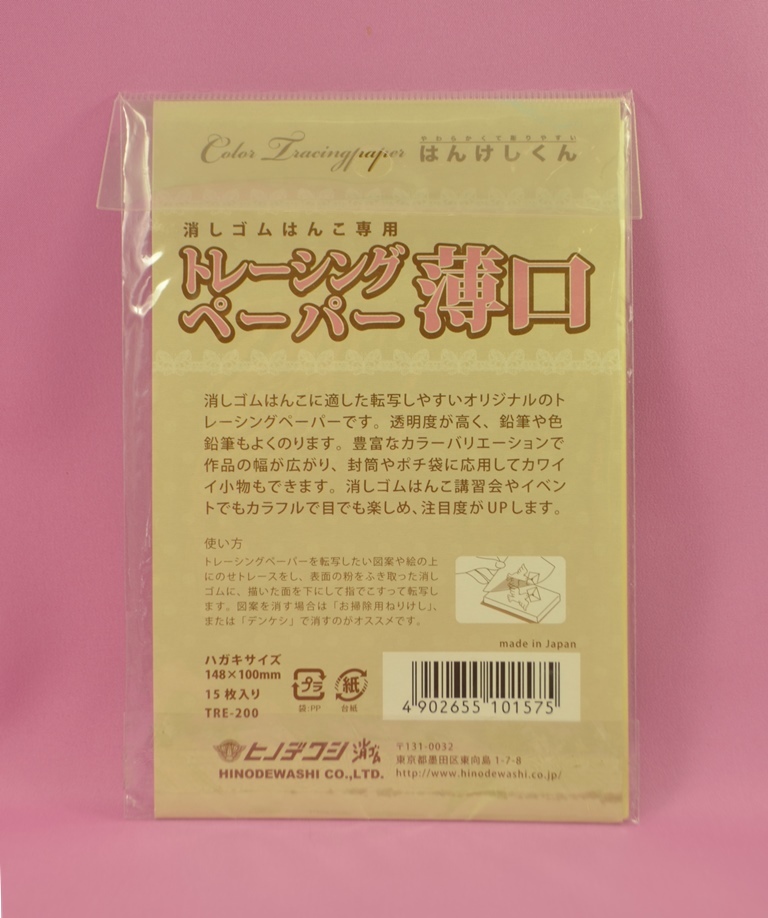 Color Tracingpaper
やわらかくて彫りやすい
はんけしくん
消しゴムはんこ専用
トレーシング
ペーパー
薄口
消しゴムはんこに適した転写しやすいオリジナルのト
レーシングペーパーです。透明度が高く、鉛筆や色
鉛筆もよくのります。豊富なカラーバリエーションで
作品の幅が広がり、封筒やポチ袋に応用してカワイ
イ小物もできます。消しゴムはんこ講習会やイベン
トでもカラフルで目でも楽しめ、注目度がUPします。
使い方
トレーシングペーパーを転写したい図案や絵の上
にのせトレースをし、表面の粉をふき取った消し
ゴムに、描いた面を下にして指でこすって転写し
ます。図案を消す場合は「お掃除用ねりけし」、
または「デンケシ」で消すのがオススメです。
made in Japan
ハガキサイズ
148×100mm
15枚入り
TRE-200
プラ
袋:PP
紙
台紙
4 902655 101575
ヒノデワシ 消ゴム
HINODEWASHI CO.,LTD.
〒131-0032
東京都墨田区東向島 1-7-8
http://www.hinodewashi.co.jp/